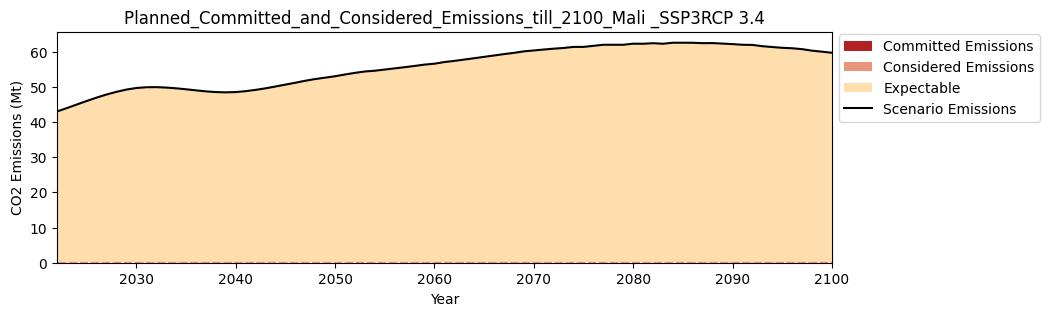 Planned_Committed_and_Considered_Emissions_till_2100_Mali _SSP3RCP 3.4
Committed Emissions
Considered Emissions
Expectable
Scenario Emissions
CO2 Emissions (Mt)
60
50
40
30
20
10
0
2030 2040 2050 2060 2070 2080 2090 2100
Year